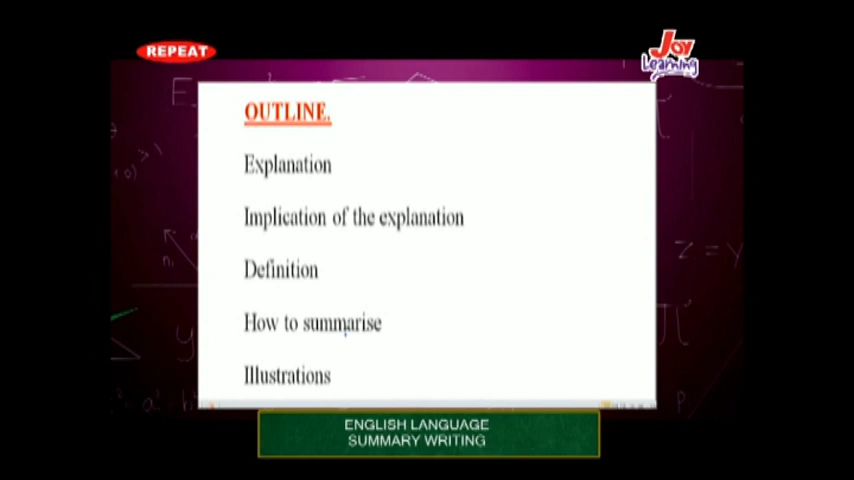 REPEAT
Joy
Learning
OUTLINE.
Explanation
Implication of the explanation
Definition
How to summarise
Illustrations
z = y
ENGLISH LANGUAGE
SUMMARY WRITING